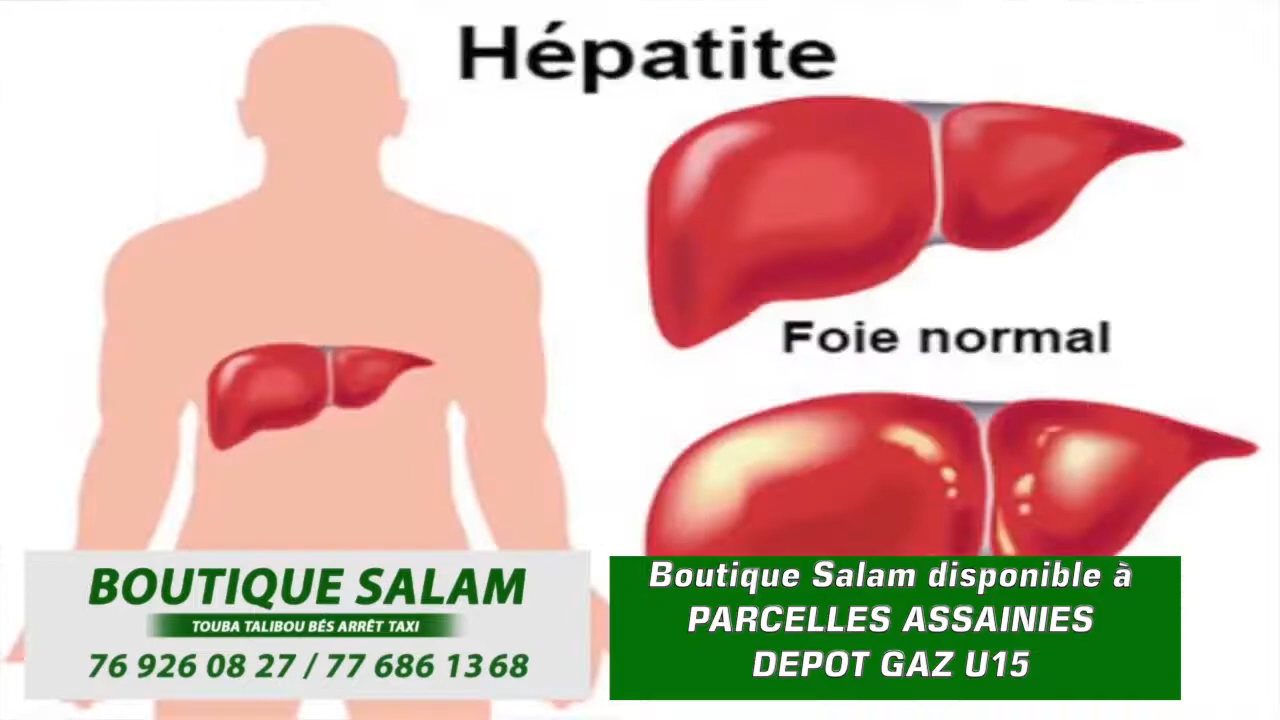 Hépatite
Foie normal
BOUTIQUE SALAM
TOUBA TALIBOU BÉS ARRÊT TAXI
76 926 08 27 / 77 686 13 68
Boutique Salam disponible à
PARCELLES ASSAINIES
DEPOT GAZ U15